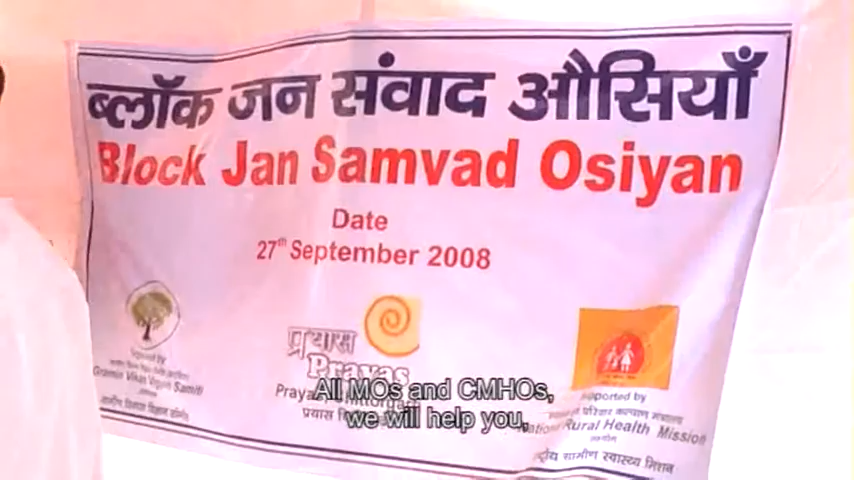 ब्लॉक जन संवाद औसियाँ
Block Jan Samvad Osiyan
Date
27th September 2008
प्रयास
Prayas
Gramin Vikas Vigyan Samiti
Supported by
National Rural Health Mission
राष्ट्रीय ग्रामीण स्वास्थ्य मिशन
All MOs and CMHOs,
we will help you,